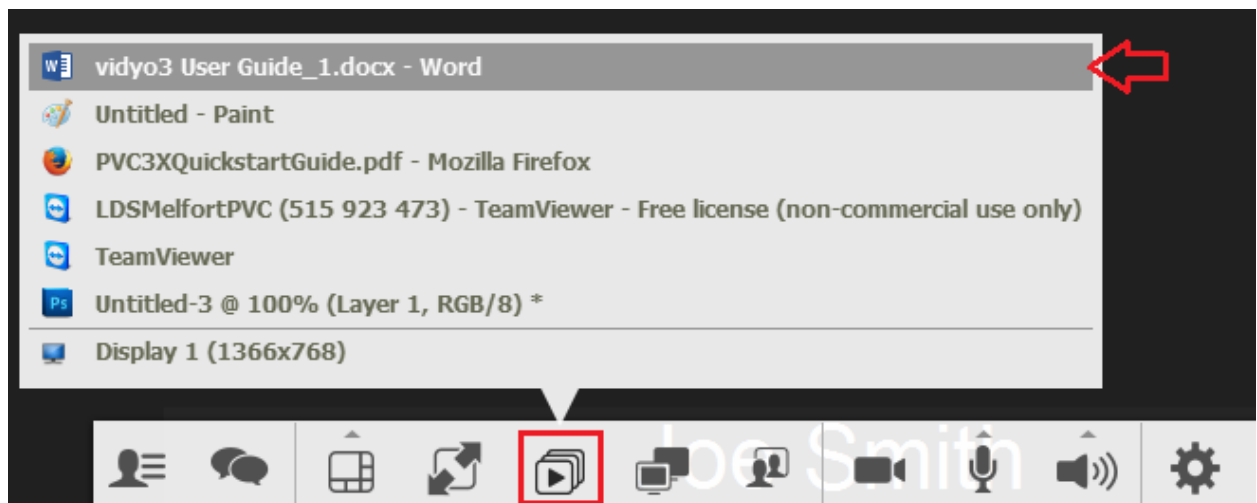 vidyo3 User Guide_1.docx - Word
Untitled - Paint
PVC3XQuickstartGuide.pdf - Mozilla Firefox
LDSMelfortPVC (515 923 473) - TeamViewer - Free license (non-commercial use only)
TeamViewer
Ps
Untitled-3 @ 100% (Layer 1, RGB/8) *
Display 1 (1366x768)
Joe Smith